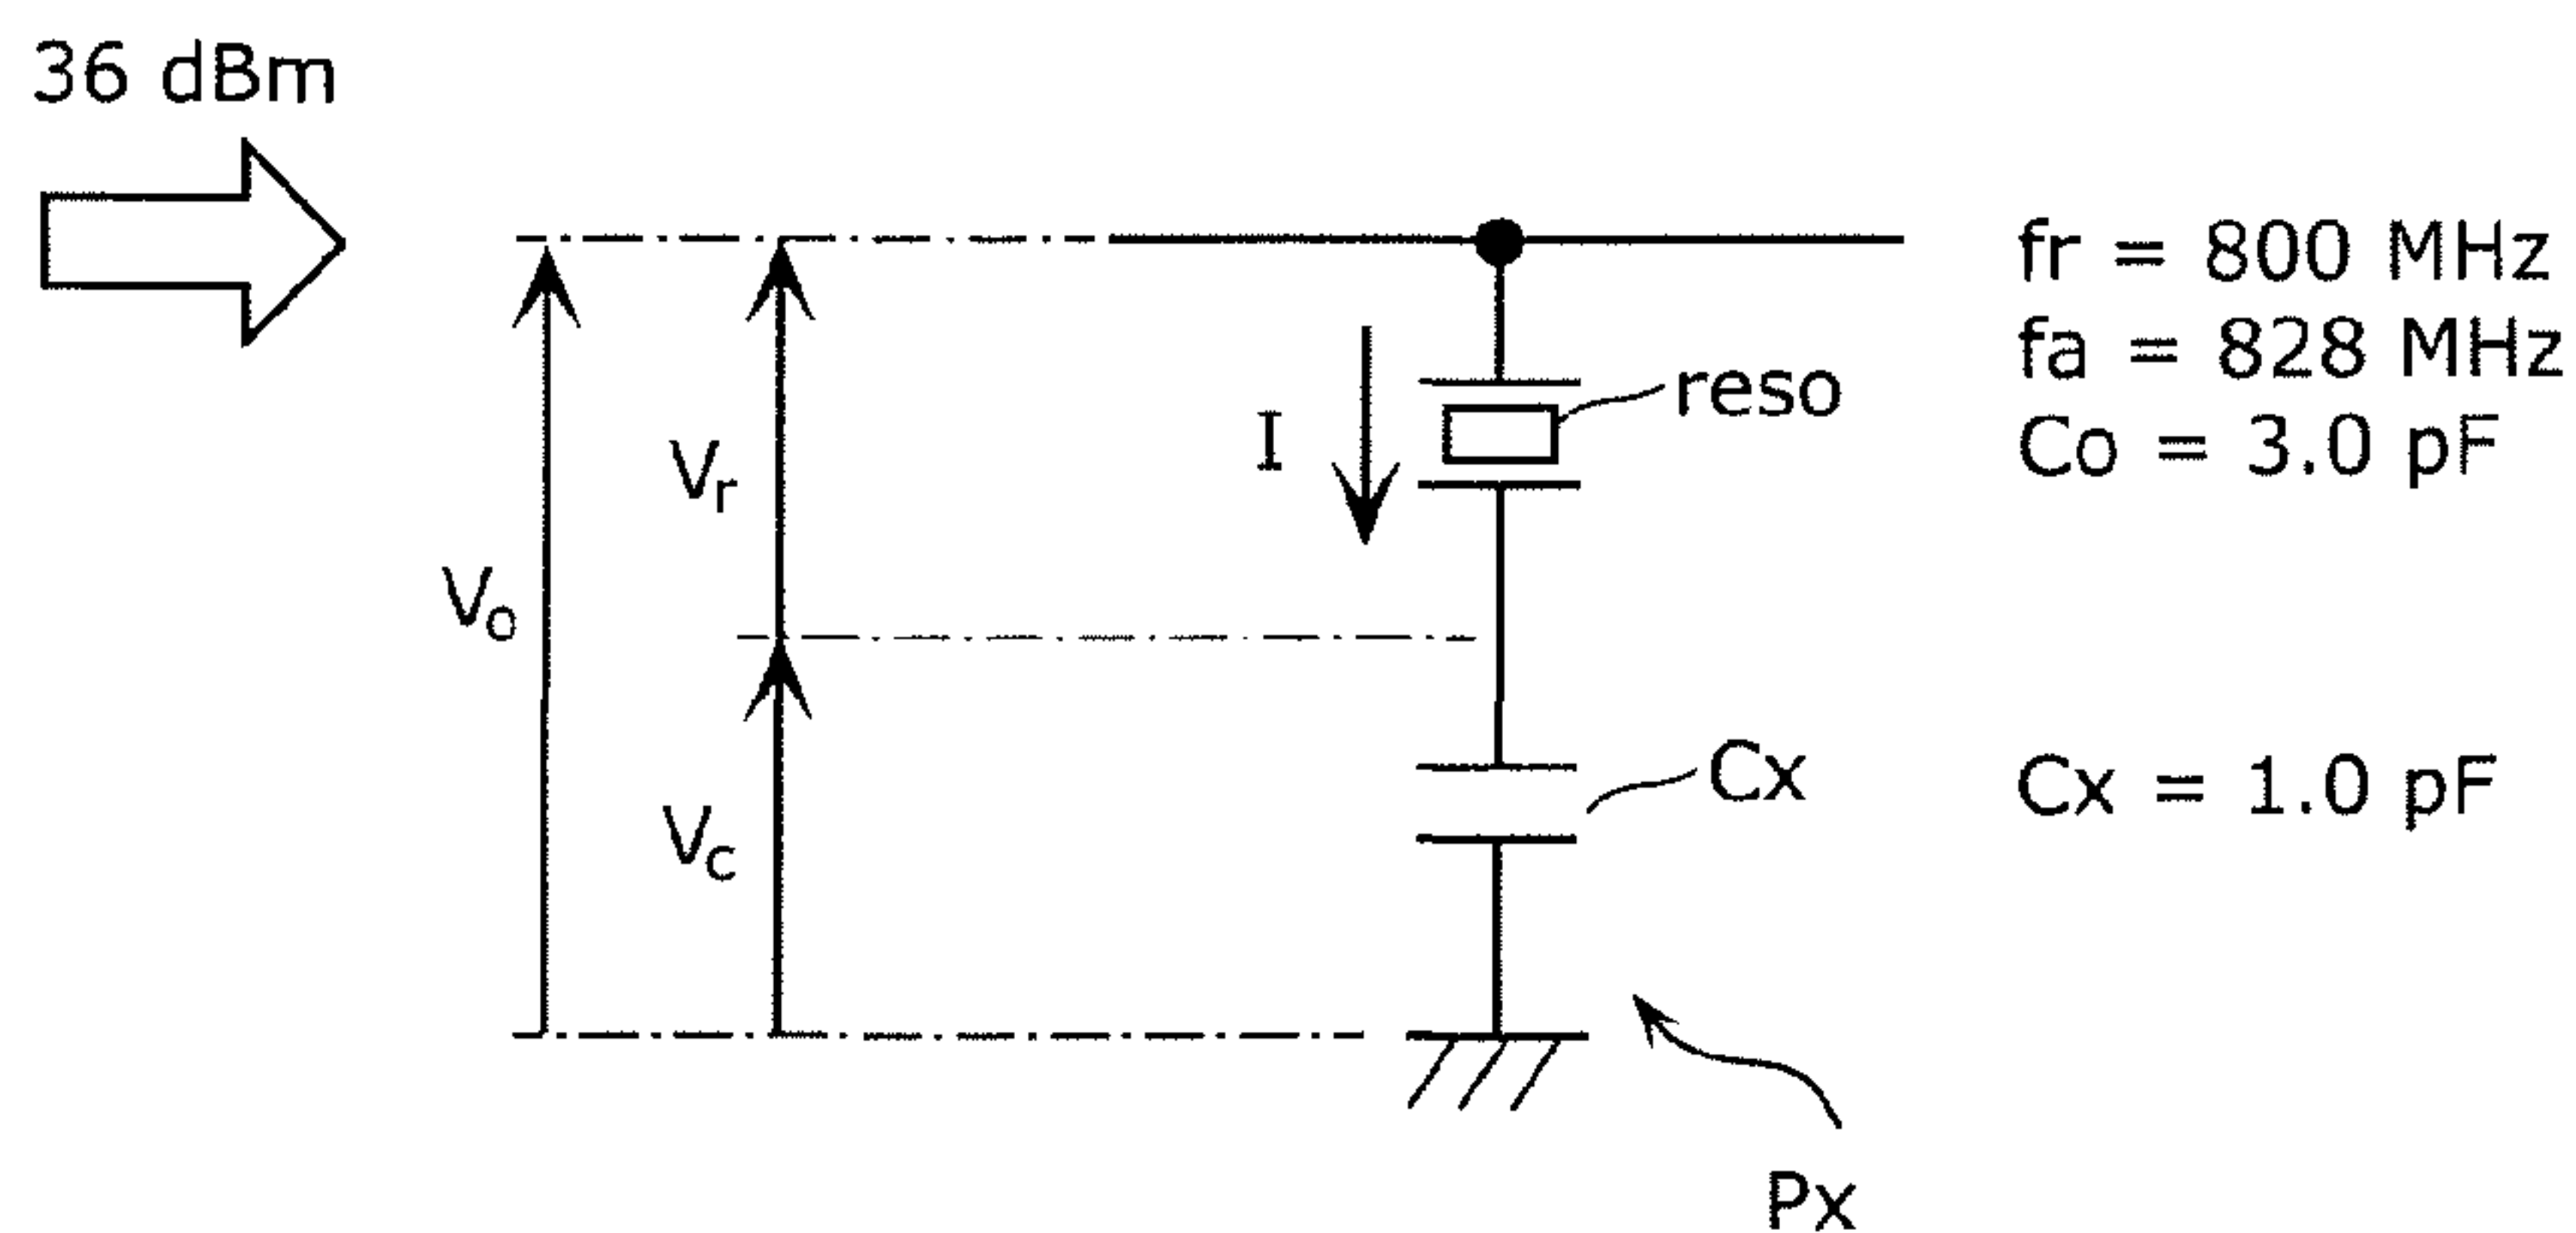 36 dBm
fr = 800 MHz
fa = 828 MHz
Co = 3.0 pF
reso
I
Vr
Vo
Cx
Cx = 1.0 pF
Vc
Px